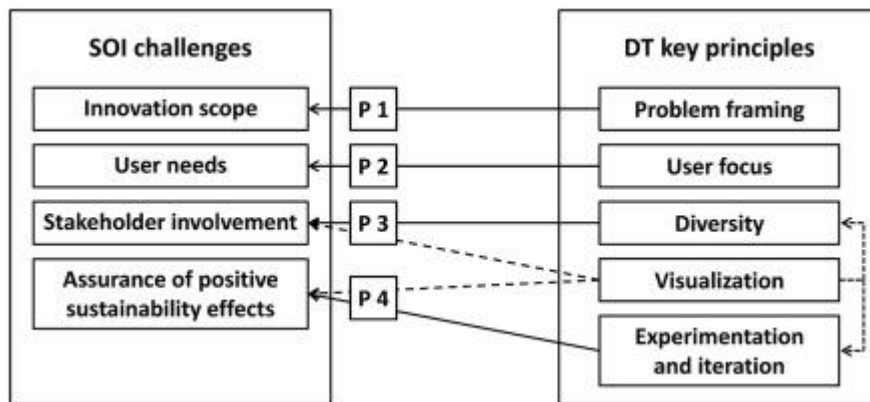 SOI challenges
Innovation scope
User needs
Stakeholder involvement
Assurance of positive
sustainability effects
P 1
P 2
P 3
P 4
DT key principles
Problem framing
User focus
Diversity
Visualization
Experimentation
and iteration